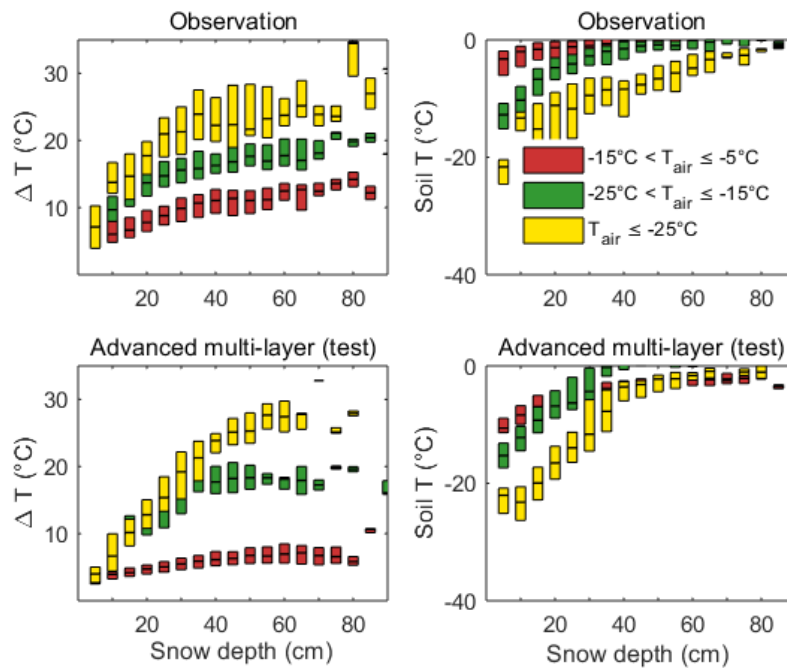 Observation
Observation
30
20
10
Δ T (°C)
20
40
60
80
0
-20
-40
Soil T (°C)
-15°C < Tair ≤ -5°C
-25°C < Tair ≤ -15°C
Tair ≤ -25°C
20
40
60
80
Advanced multi-layer (test)
Advanced multi-layer (test)
30
20
10
Δ T (°C)
20
40
60
80
Snow depth (cm)
0
-20
-40
Soil T (°C)
20
40
60
80
Snow depth (cm)